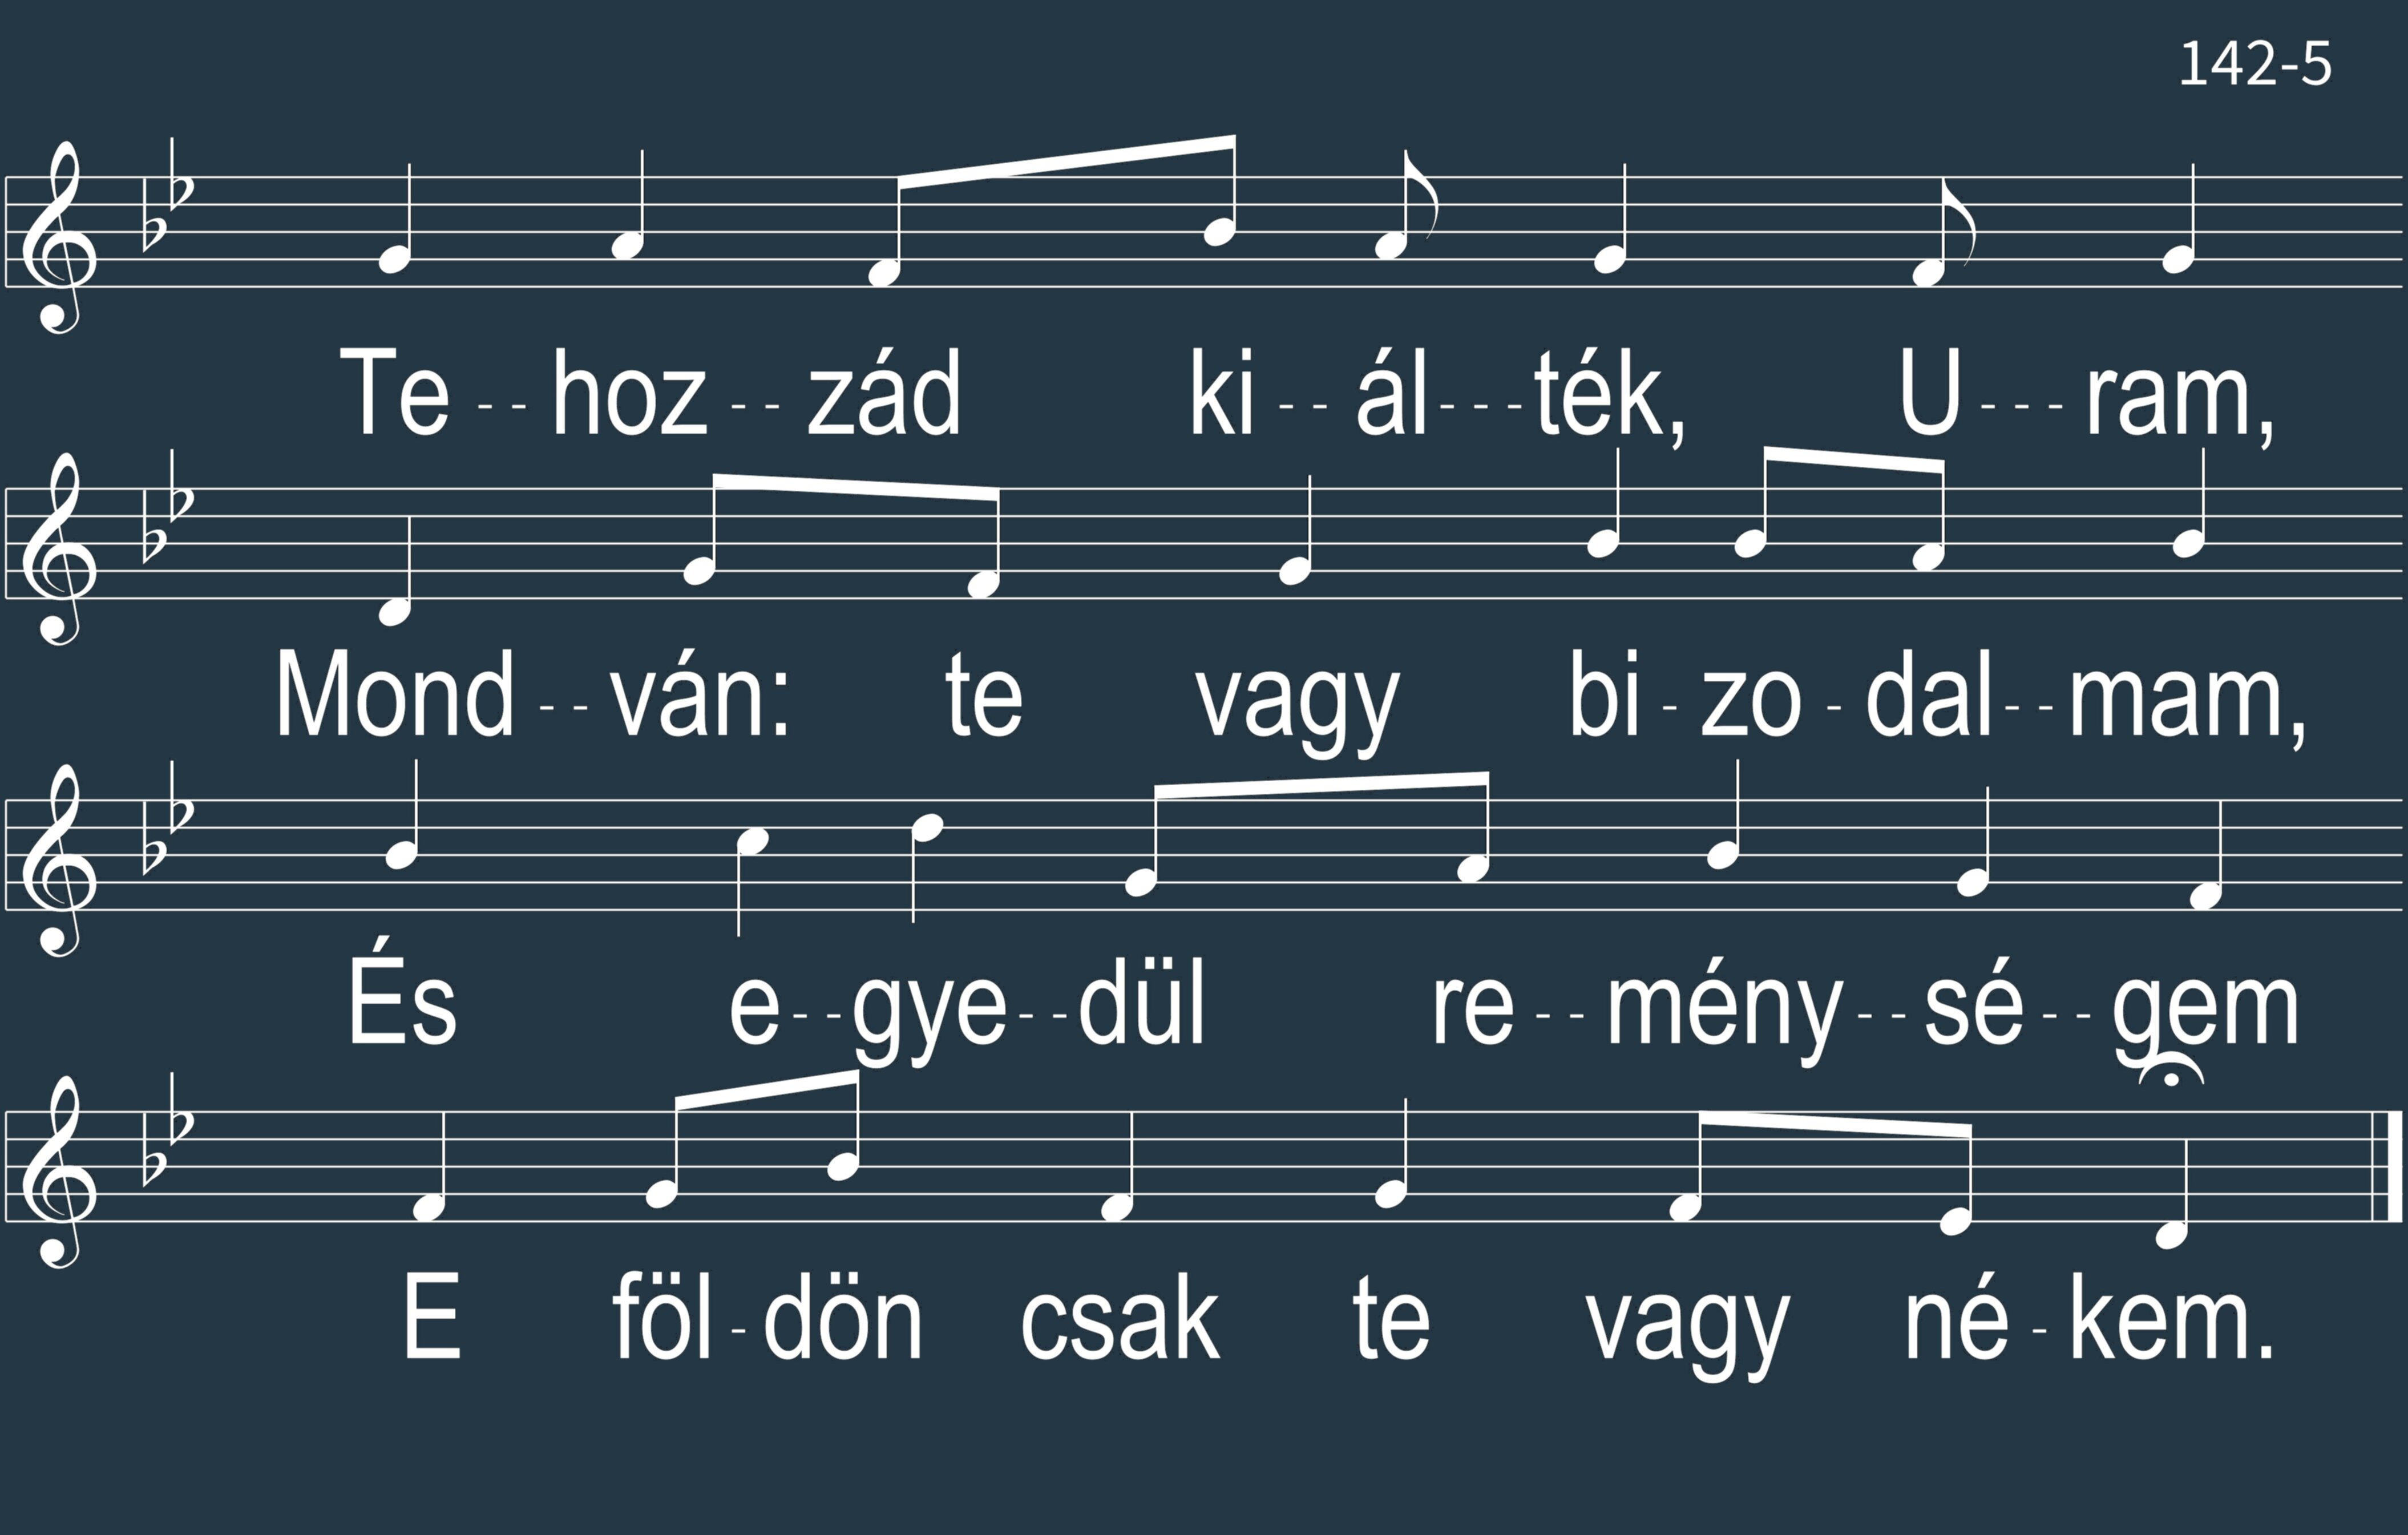 142-5
Te - - hoz - - zád ki - - ál - - - ték, U - - - ram,
Mond - - ván: te vagy bi - zo - dal - - mam,
És e - - gye - - dül re - - mény - - sé - - gem
E föl - dön csak te vagy né - kem.